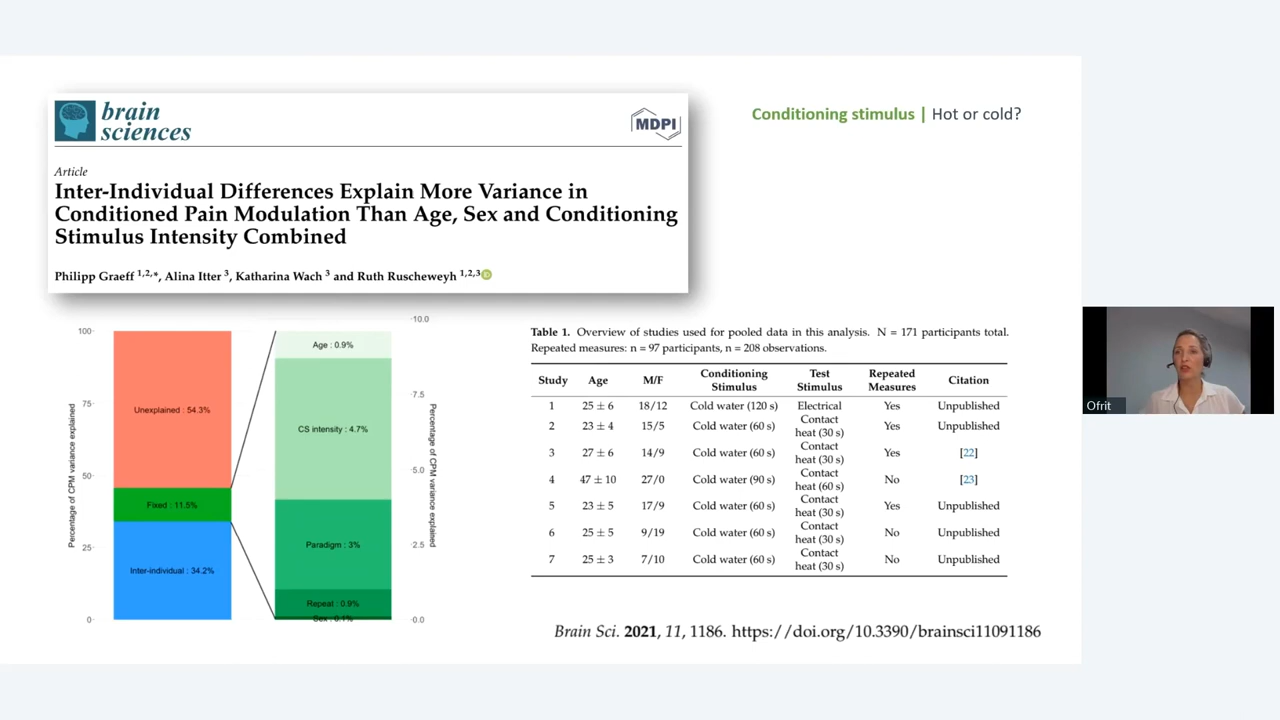 brain
sciences
MDPI
Conditioning stimulus | Hot or cold?
Article
Inter-Individual Differences Explain More Variance in
Conditioned Pain Modulation Than Age, Sex and Conditioning
Stimulus Intensity Combined
Philipp Graeff 1,2,*, Alina Itter 3, Katharina Wach 3 and Ruth Ruscheweyh 1,2,3
Percentage of CPM variance explained
100
75
50
25
0
Unexplained : 54.3%
Fixed : 11.5%
Inter-individual : 34.2%
Age : 0.9%
CS intensity : 4.7%
Paradigm : 3%
Repeat : 0.9%
Sex : 0.1%
10.0
7.5
5.0
2.5
0.0
Percentage of CPM variance explained
Table 1. Overview of studies used for pooled data in this analysis. N = 171 participants total.
Repeated measures: n = 97 participants, n = 208 observations.
Study Age M/F Conditioning Stimulus Test Stimulus Repeated Measures Citation
1 25 ± 6 18/12 Cold water (120 s) Electrical Yes Unpublished
2 23 ± 4 15/5 Cold water (60 s) Contact heat (30 s) Yes Unpublished
3 27 ± 6 14/9 Cold water (60 s) Contact heat (30 s) Yes [22]
4 47 ± 10 27/0 Cold water (90 s) Contact heat (60 s) No [23]
5 23 ± 5 17/9 Cold water (60 s) Contact heat (30 s) Yes Unpublished
6 25 ± 5 9/19 Cold water (60 s) Contact heat (30 s) No Unpublished
7 25 ± 3 7/10 Cold water (60 s) Contact heat (30 s) No Unpublished
Brain Sci. 2021, 11, 1186. https://doi.org/10.3390/brainsci11091186
Ofrit